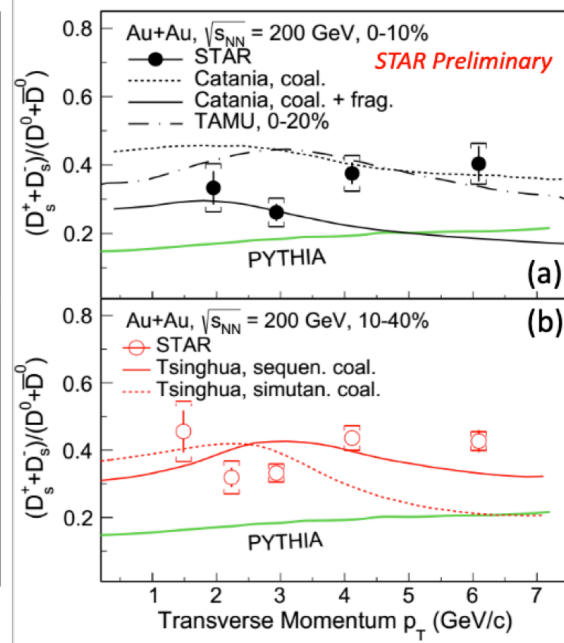 Au+Au, √s_NN = 200 GeV, 0-10%
STAR
STAR Preliminary
Catania, coal.
Catania, coal. + frag.
TAMU, 0-20%
(D_s^+ +D_s^-)/(D^0+D̅^0)
0.8
0.6
0.4
0.2
PYTHIA
(a)
Au+Au, √s_NN = 200 GeV, 10-40%
(b)
STAR
Tsinghua, sequen. coal.
Tsinghua, simutan. coal.
(D_s^+ +D_s^-)/(D^0+D̅^0)
0.8
0.6
0.4
0.2
PYTHIA
1 2 3 4 5 6 7
Transverse Momentum p_T (GeV/c)